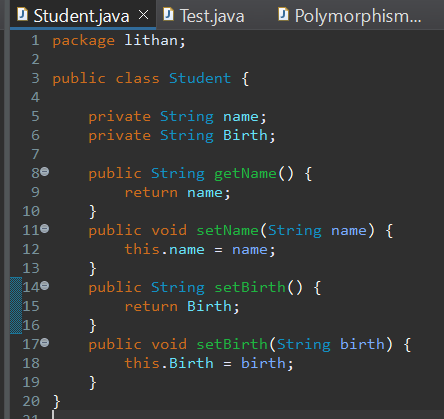 Student.java Test.java Polymorphism...
1 package lithan;
2
3 public class Student {
4
5     private String name;
6     private String Birth;
7
8     public String getName() {
9         return name;
10     }
11     public void setName(String name) {
12         this.name = name;
13     }
14     public String setBirth() {
15         return Birth;
16     }
17     public void setBirth(String birth) {
18         this.Birth = birth;
19     }
20 }
21